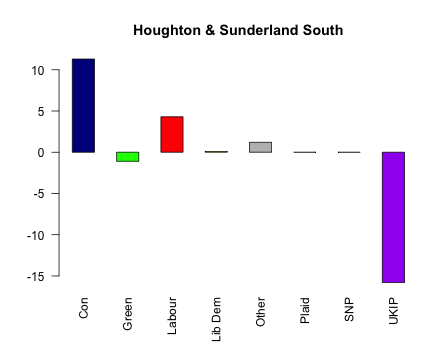 Houghton & Sunderland South
10
5
0
-5
-10
-15
Con
Green
Labour
Lib Dem
Other
Plaid
SNP
UKIP